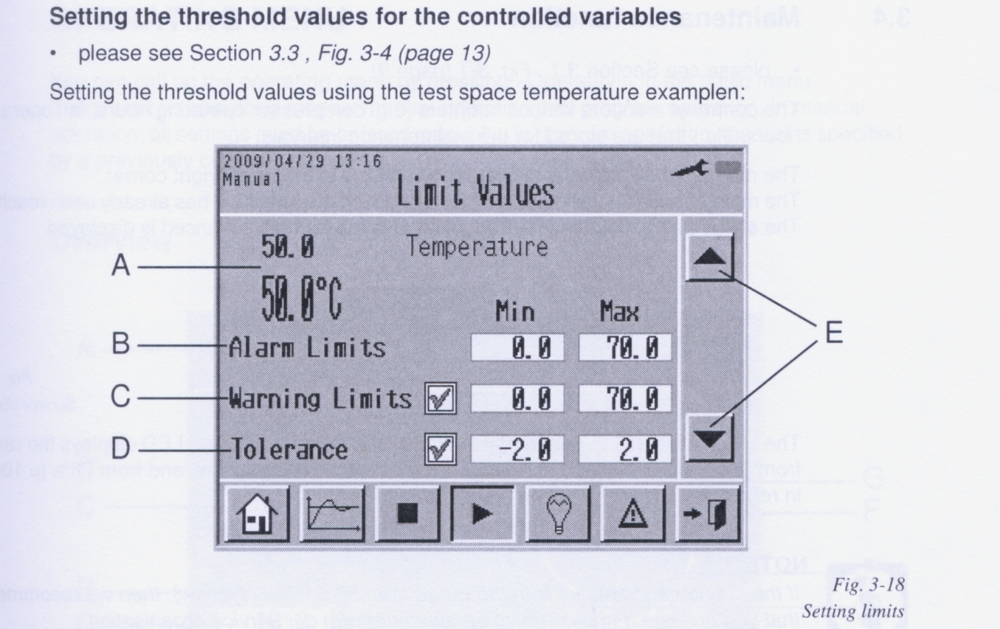 Setting the threshold values for the controlled variables
• please see Section 3.3 , Fig. 3-4 (page 13)
Setting the threshold values using the test space temperature examplen:
2009/04/29 13:16
Manual
Limit Values
50.0 Temperature
A
50.0°C
Min Max
B Alarm Limits 0.0 70.0
E
C Warning Limits 0.0 70.0
D Tolerance -2.0 2.0
Fig. 3-18
Setting limits